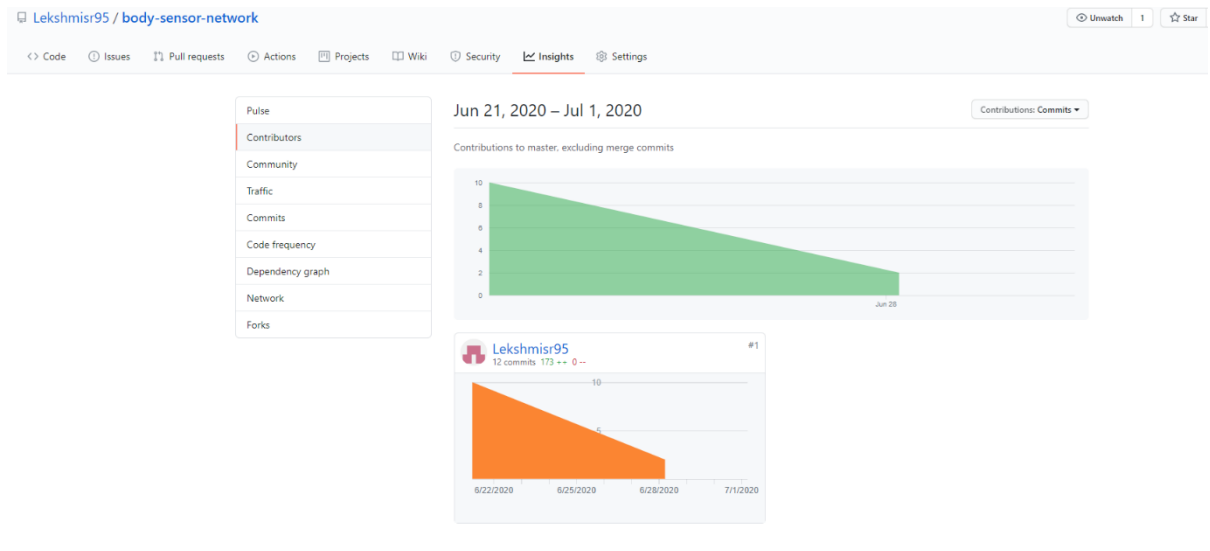 Lekshmisr95 / body-sensor-network
Unwatch 1 Star
Code Issues Pull requests Actions Projects Wiki Security Insights Settings
Pulse
Contributors
Community
Traffic
Commits
Code frequency
Dependency graph
Network
Forks
Jun 21, 2020 – Jul 1, 2020
Contributions: Commits
Contributions to master, excluding merge commits
10
8
6
4
2
0
Jun 28
Lekshmisr95
#1
12 commits 173 ++ 0 --
10
5
6/22/2020 6/25/2020 6/28/2020 7/1/2020